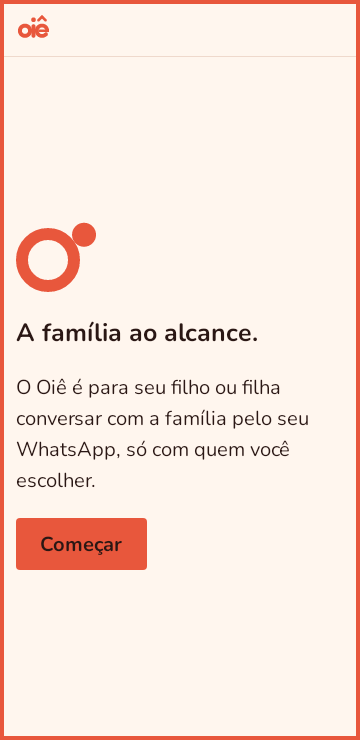 oiê
A família ao alcance.
O Oiê é para seu filho ou filha
conversar com a família pelo seu
WhatsApp, só com quem você
escolher.
Começar